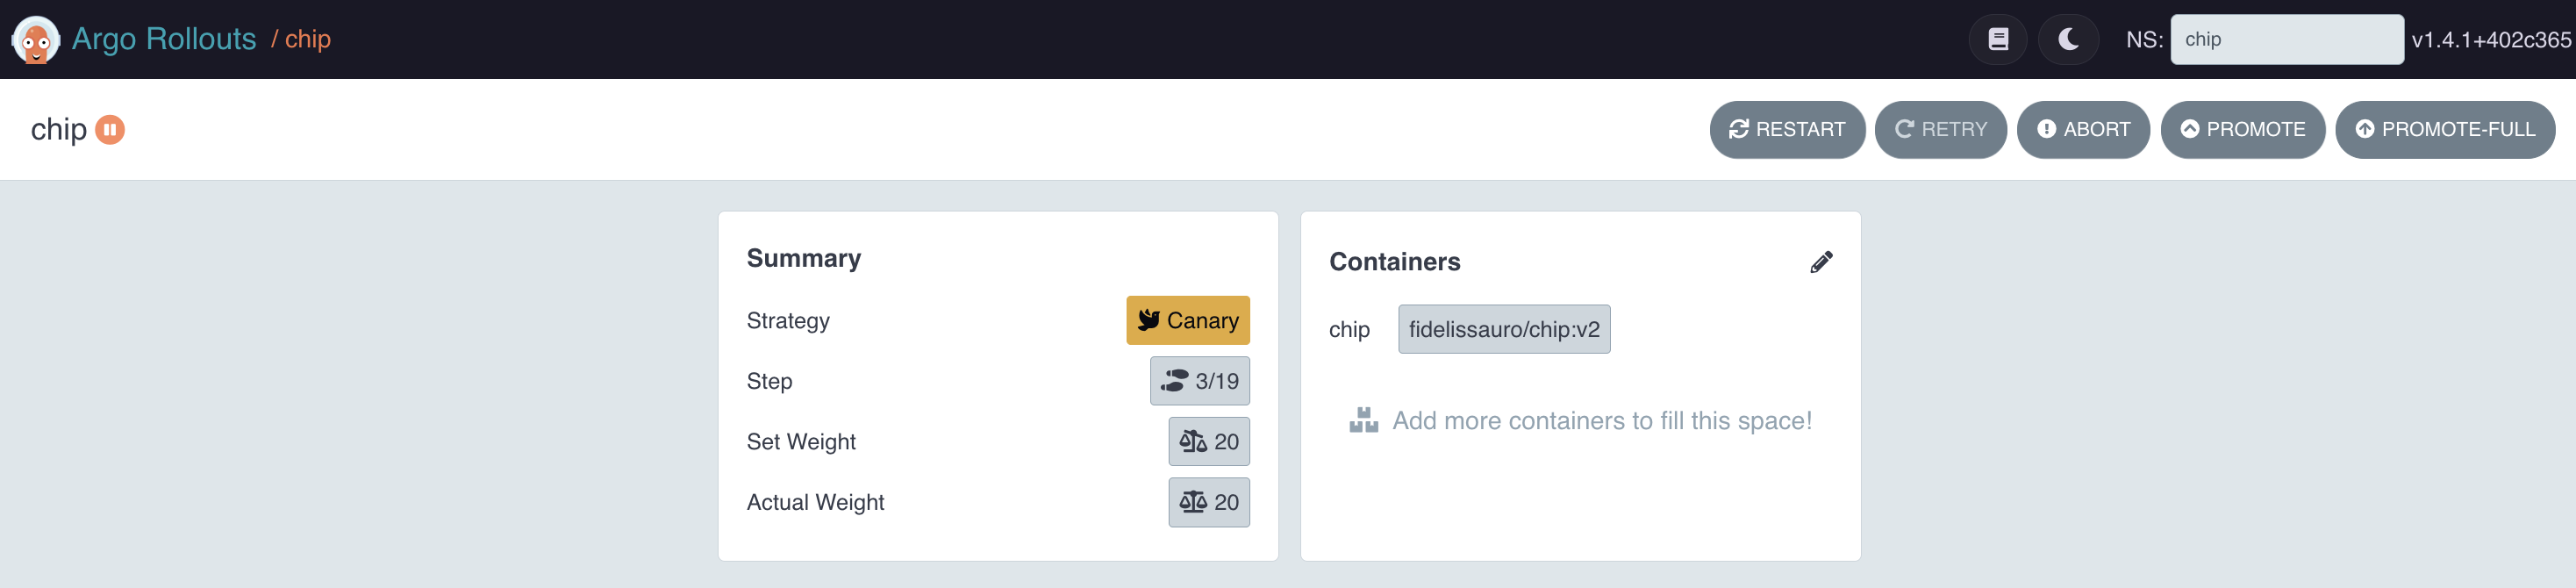 Argo Rollouts / chip
NS: chip v1.4.1+402c365
chip
RESTART RETRY ABORT PROMOTE PROMOTE-FULL
Summary
Strategy Canary
Step 3/19
Set Weight 20
Actual Weight 20
Containers
chip fidelissauro/chip:v2
Add more containers to fill this space!